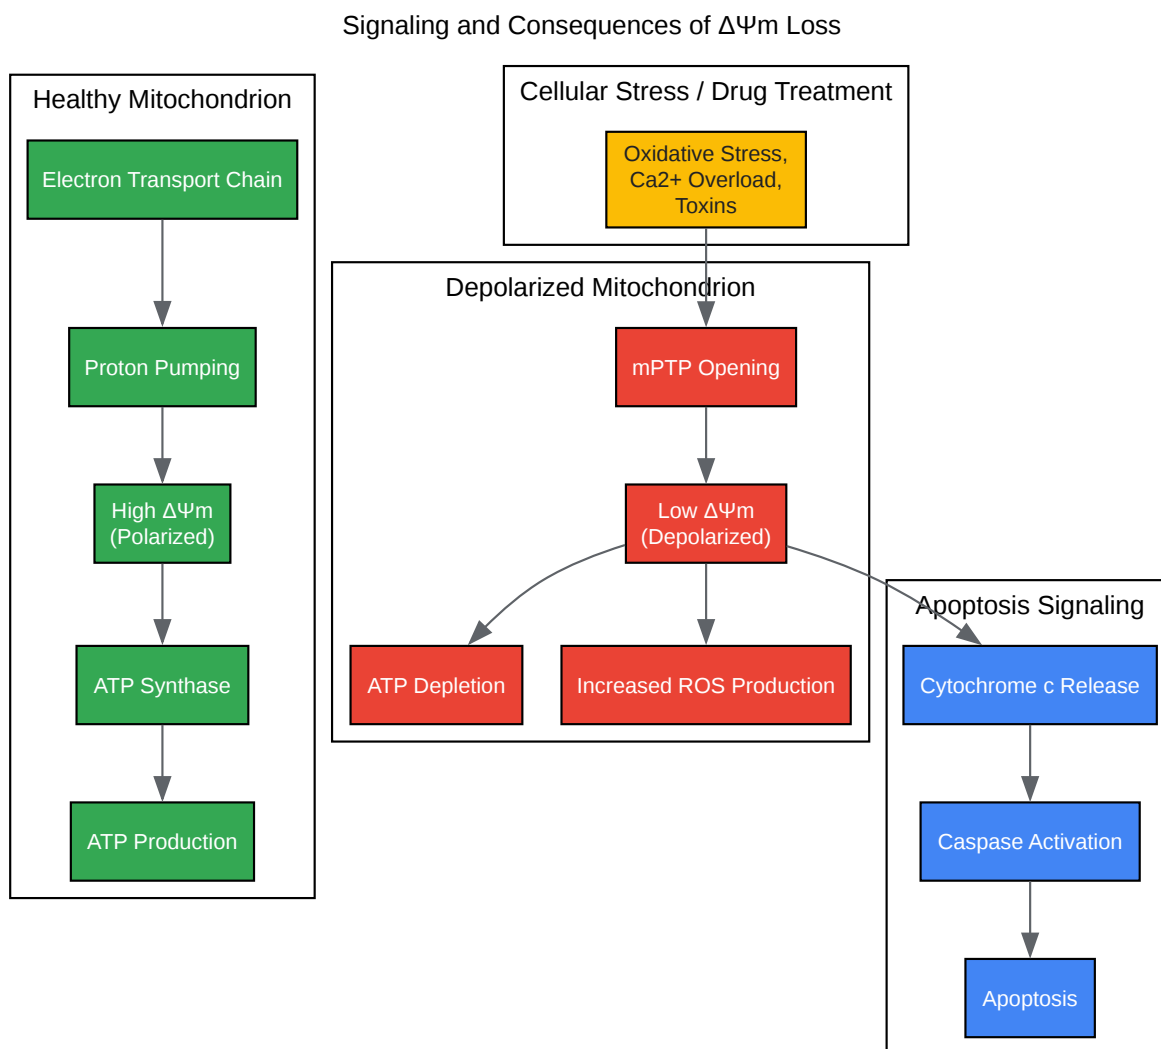 Signaling and Consequences of ΔΨm Loss
Healthy Mitochondrion
Electron Transport Chain
Proton Pumping
High ΔΨm
(Polarized)
ATP Synthase
ATP Production
Cellular Stress / Drug Treatment
Oxidative Stress,
Ca2+ Overload,
Toxins
Depolarized Mitochondrion
mPTP Opening
Low ΔΨm
(Depolarized)
ATP Depletion
Increased ROS Production
Apoptosis Signaling
Cytochrome c Release
Caspase Activation
Apoptosis